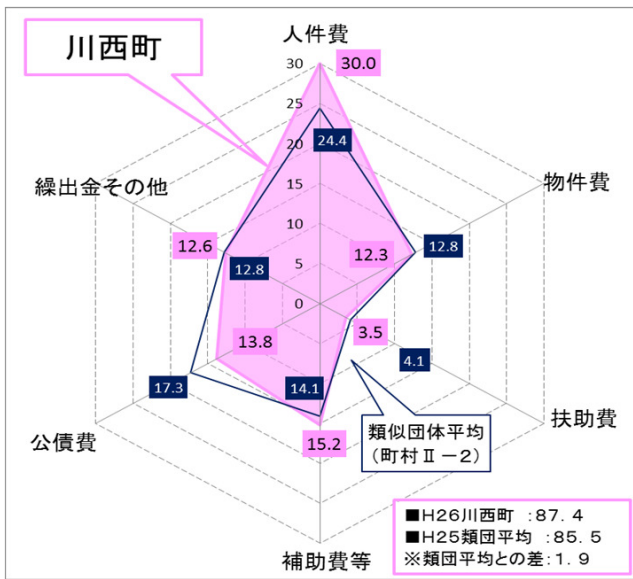 川西町
人件費
30
30.0
25
24.4
20
15
10
5
0
繰出金その他
物件費
12.6
12.8
12.3
12.8
13.8
3.5
17.3
14.1
4.1
公債費
15.2
類似団体平均
(町村Ⅱ－2)
扶助費
補助費等
■H26川西町 :87.4
■H25類団平均 :85.5
※類団平均との差:1.9